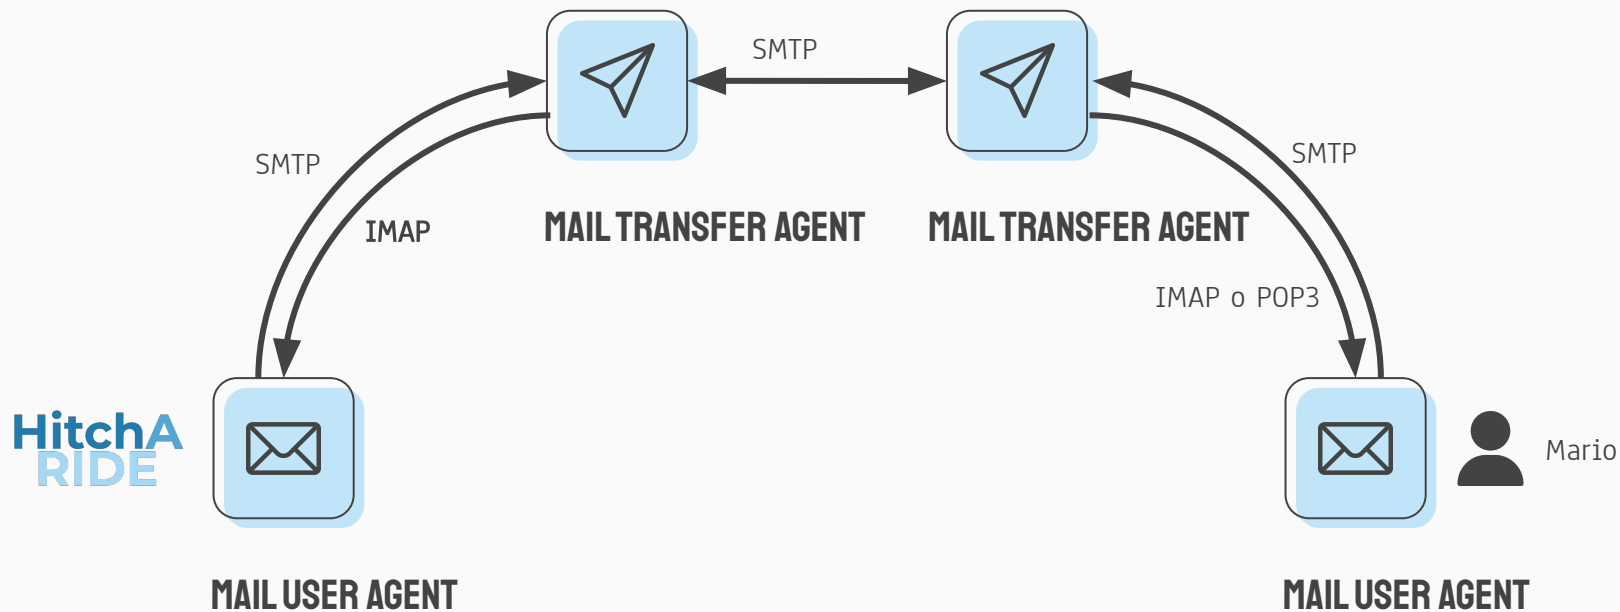 SMTP
SMTP
SMTP
IMAP
MAIL TRANSFER AGENT
MAIL TRANSFER AGENT
IMAP o POP3
HitchA
RIDE
Mario
MAIL USER AGENT
MAIL USER AGENT